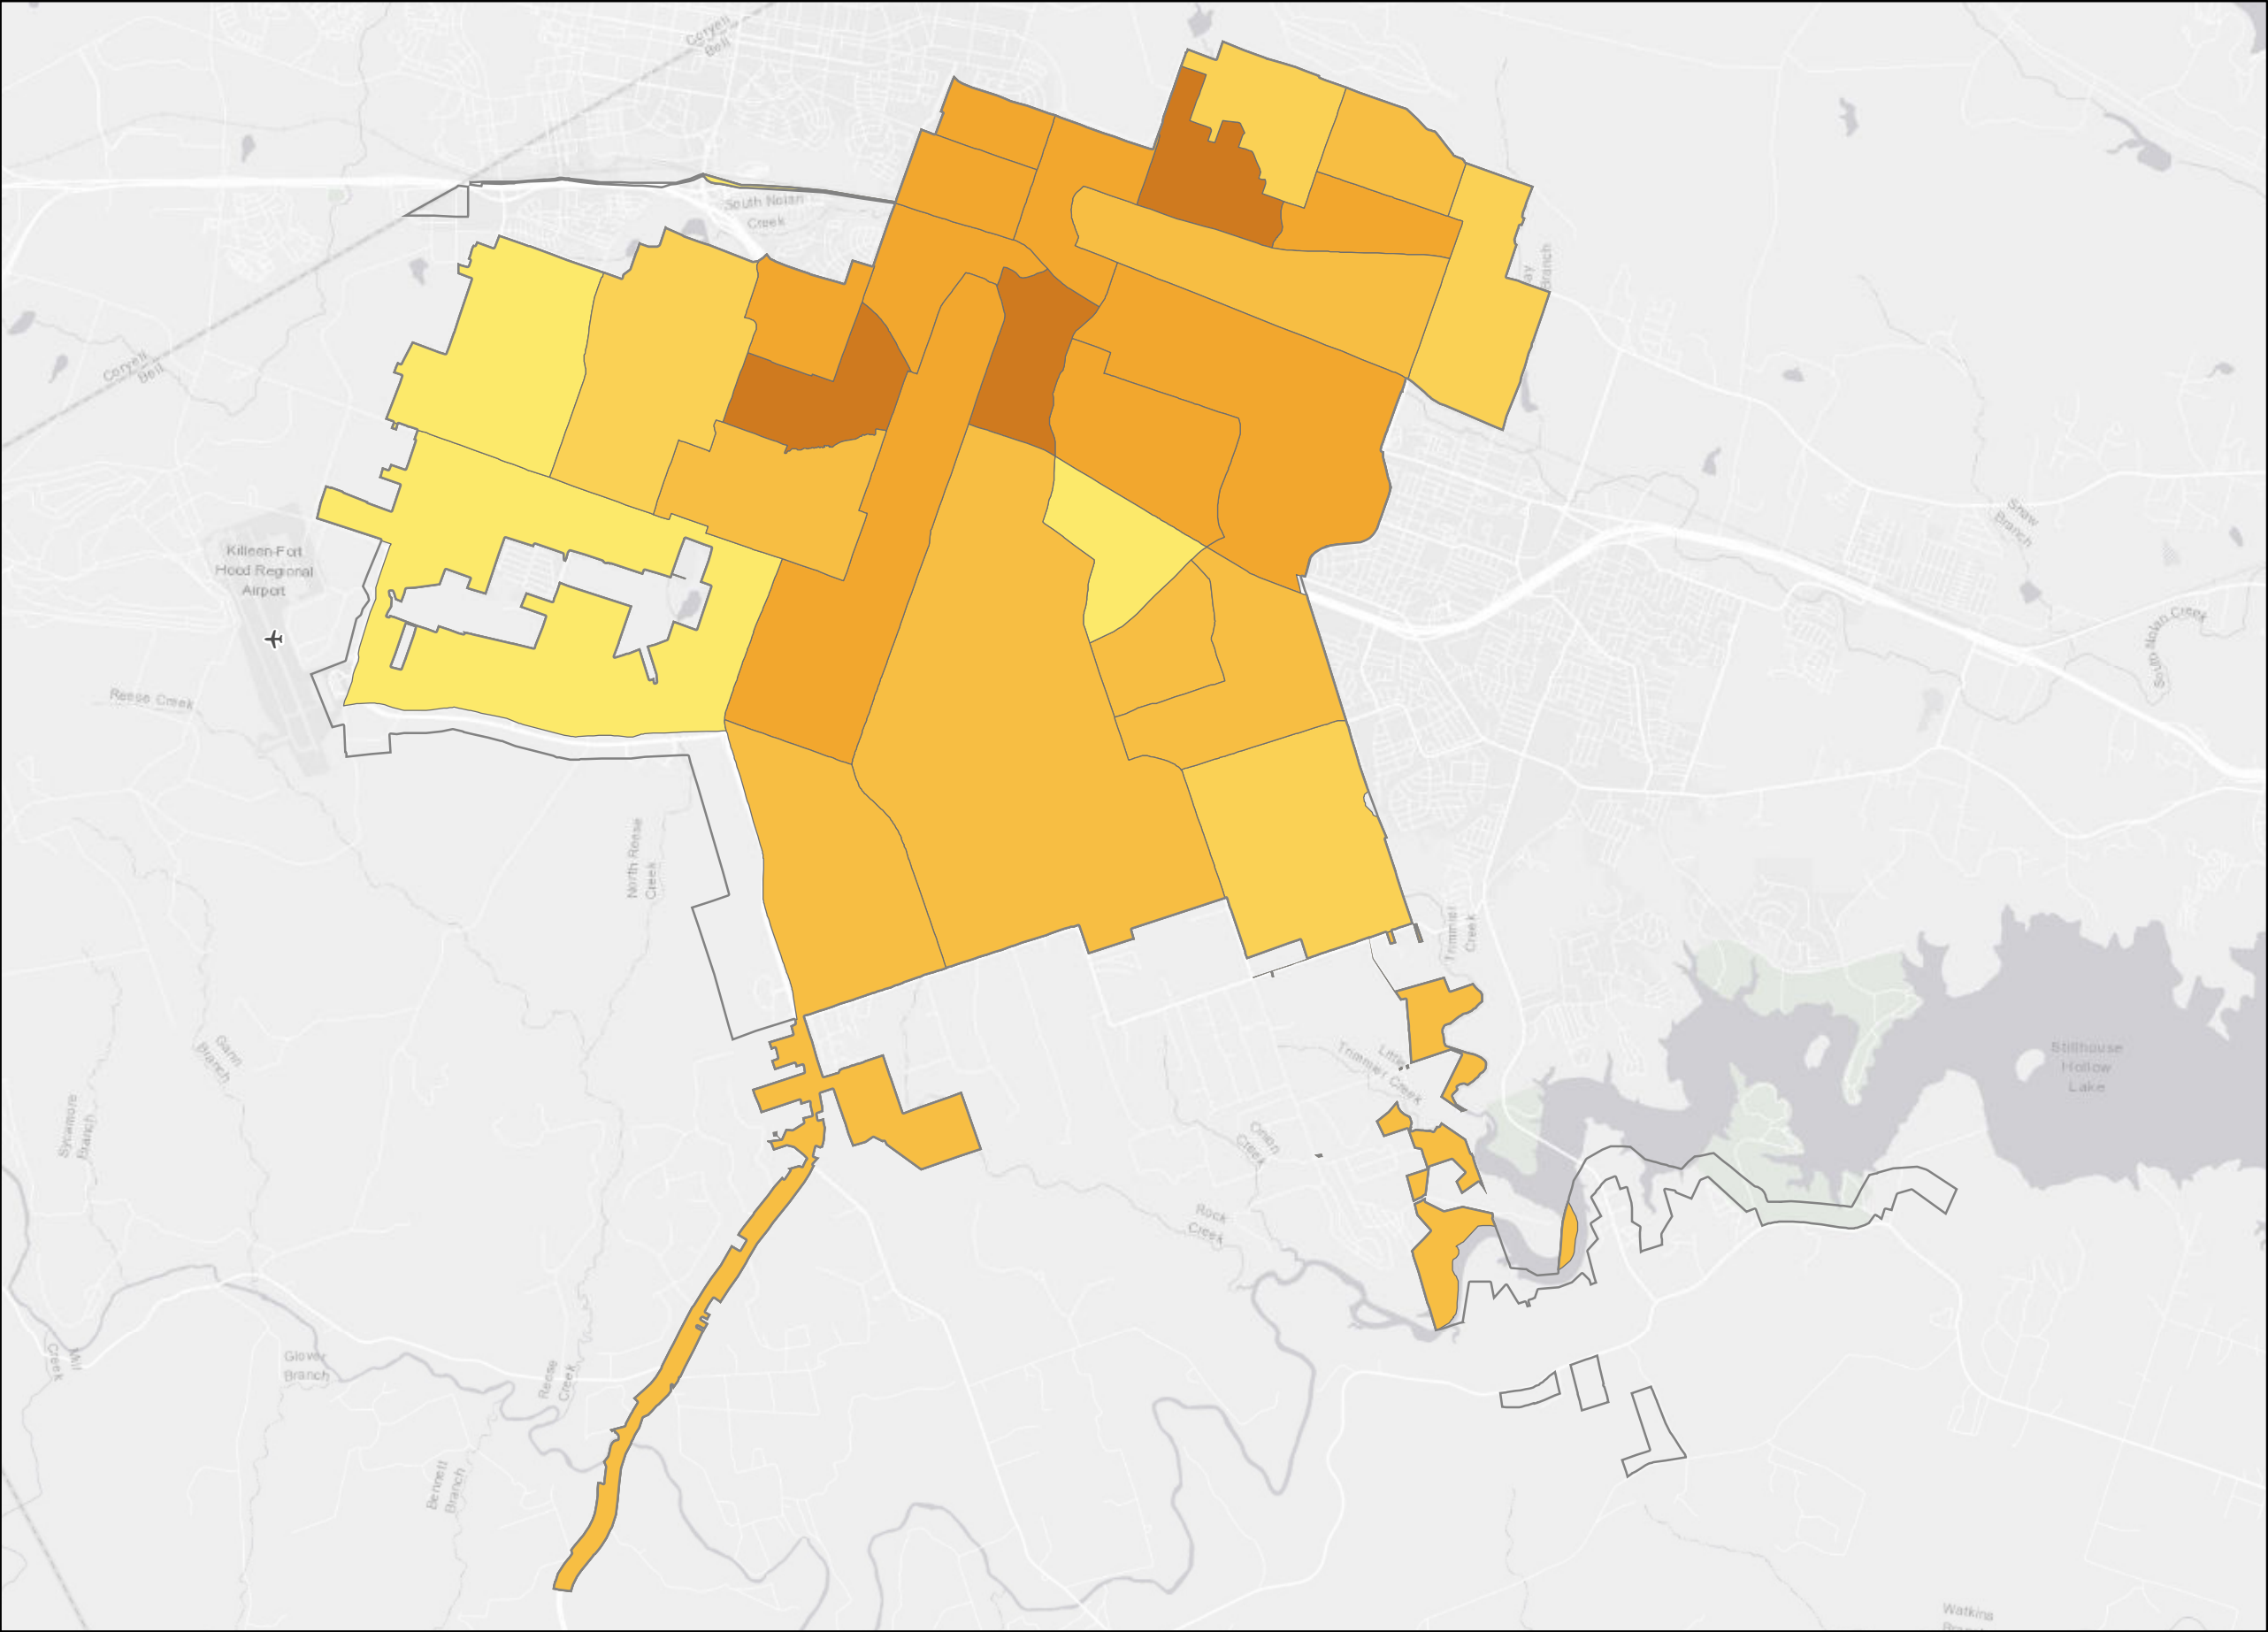 Coryell
Bell
South Nolan
Creek
Branch
Coryell
Bell
Shaw
Branch
Killeen-Fort
Hood Regional
Airport
South Nolan Creek
Reese Creek
North Reese
Creek
Trimmier
Creek
Gann
Branch
Little
Trimmier Creek
Stillhouse
Hollow
Lake
Sycamore
Branch
Onion
Creek
Rock
Creek
Mill
Creek
Glover
Branch
Reese
Creek
Bennett
Branch
Watkins